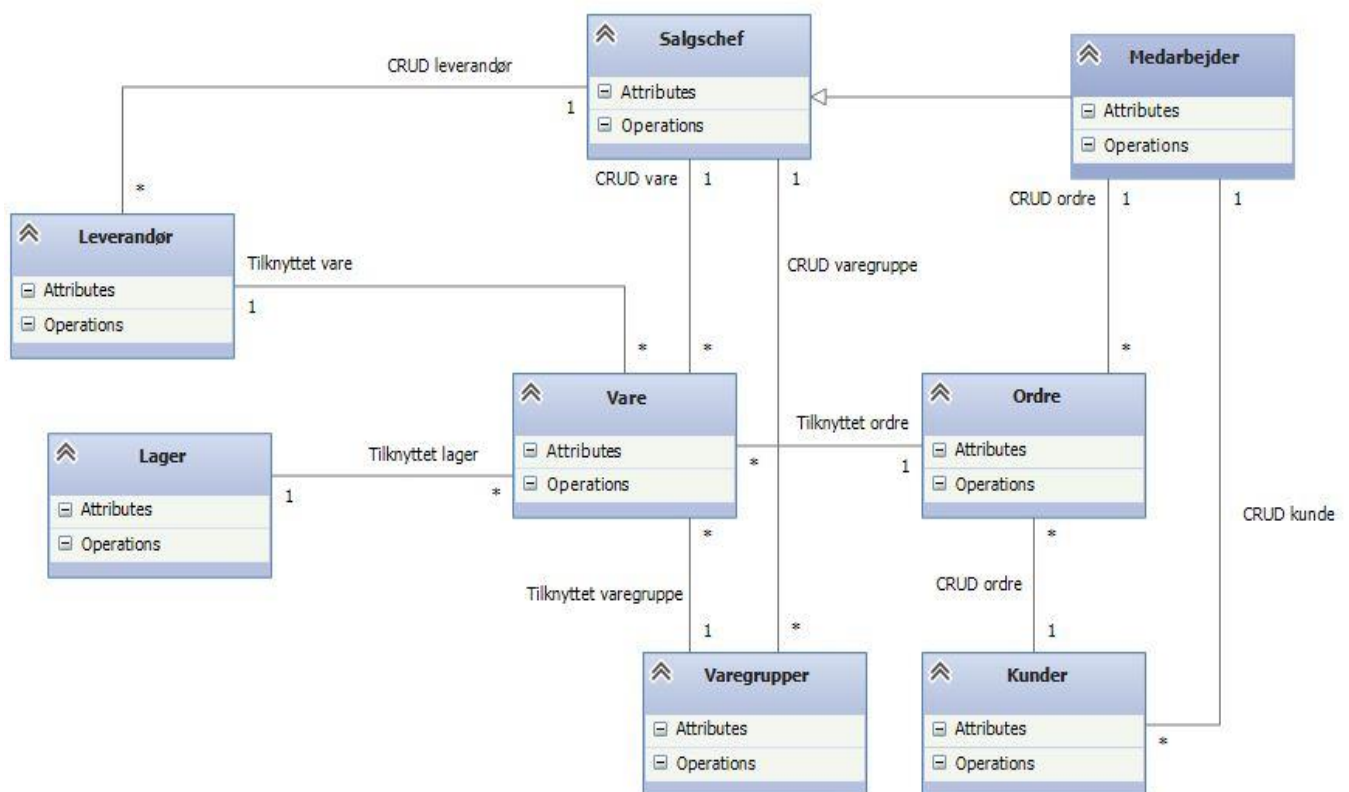 Salgschef
Attributes
Operations
Medarbejder
Attributes
Operations
CRUD leverandør
1
*
CRUD vare
1
1
CRUD ordre
1
1
Leverandør
Attributes
Operations
Tilknyttet vare
1
*
*
CRUD varegruppe
*
Vare
Attributes
Operations
Ordre
Attributes
Operations
Tilknyttet ordre
*
1
Lager
Attributes
Operations
Tilknyttet lager
1
*
CRUD kunde
*
*
Tilknyttet varegruppe
CRUD ordre
1
*
1
Varegrupper
Attributes
Operations
Kunder
Attributes
Operations
*